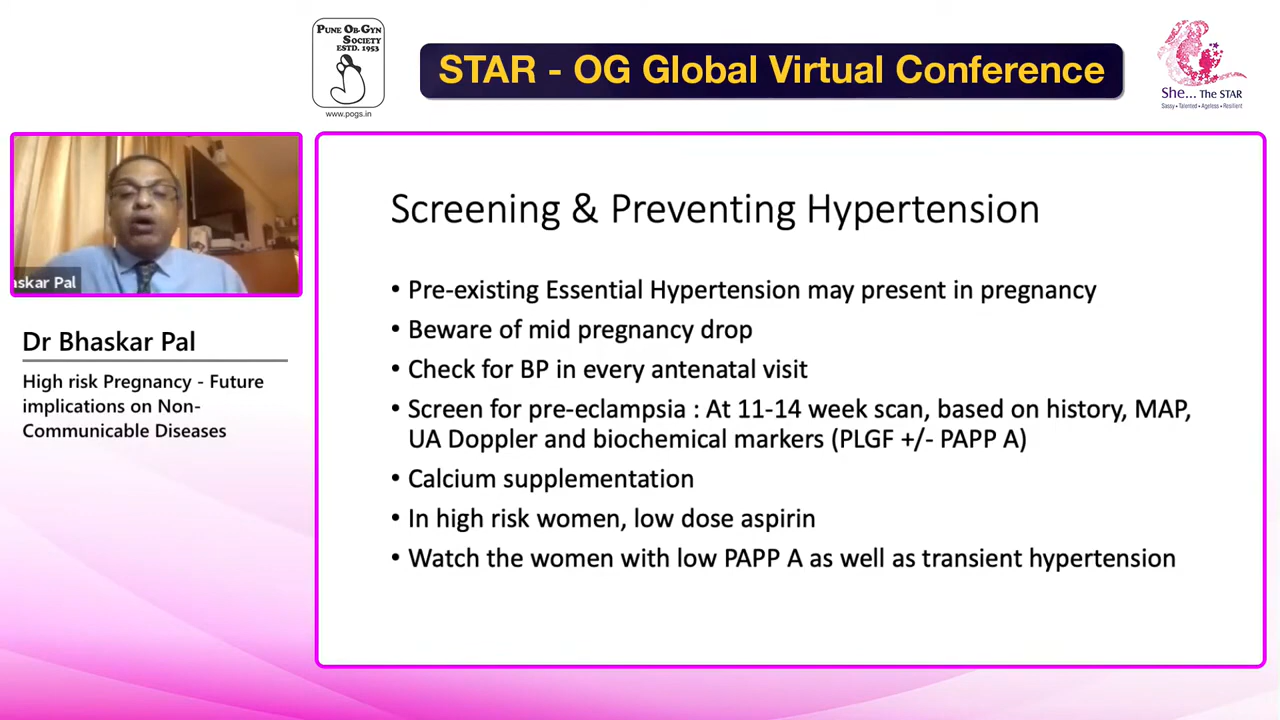 PUNE OB-GYN
SOCIETY
ESTD. 1953
www.pogs.in
STAR - OG Global Virtual Conference
She... The STAR
Sassy • Talented • Ageless • Resilient
askar Pal
Dr Bhaskar Pal
High risk Pregnancy - Future
implications on Non-
Communicable Diseases
Screening & Preventing Hypertension
• Pre-existing Essential Hypertension may present in pregnancy
• Beware of mid pregnancy drop
• Check for BP in every antenatal visit
• Screen for pre-eclampsia : At 11-14 week scan, based on history, MAP,
UA Doppler and biochemical markers (PLGF +/- PAPP A)
• Calcium supplementation
• In high risk women, low dose aspirin
• Watch the women with low PAPP A as well as transient hypertension